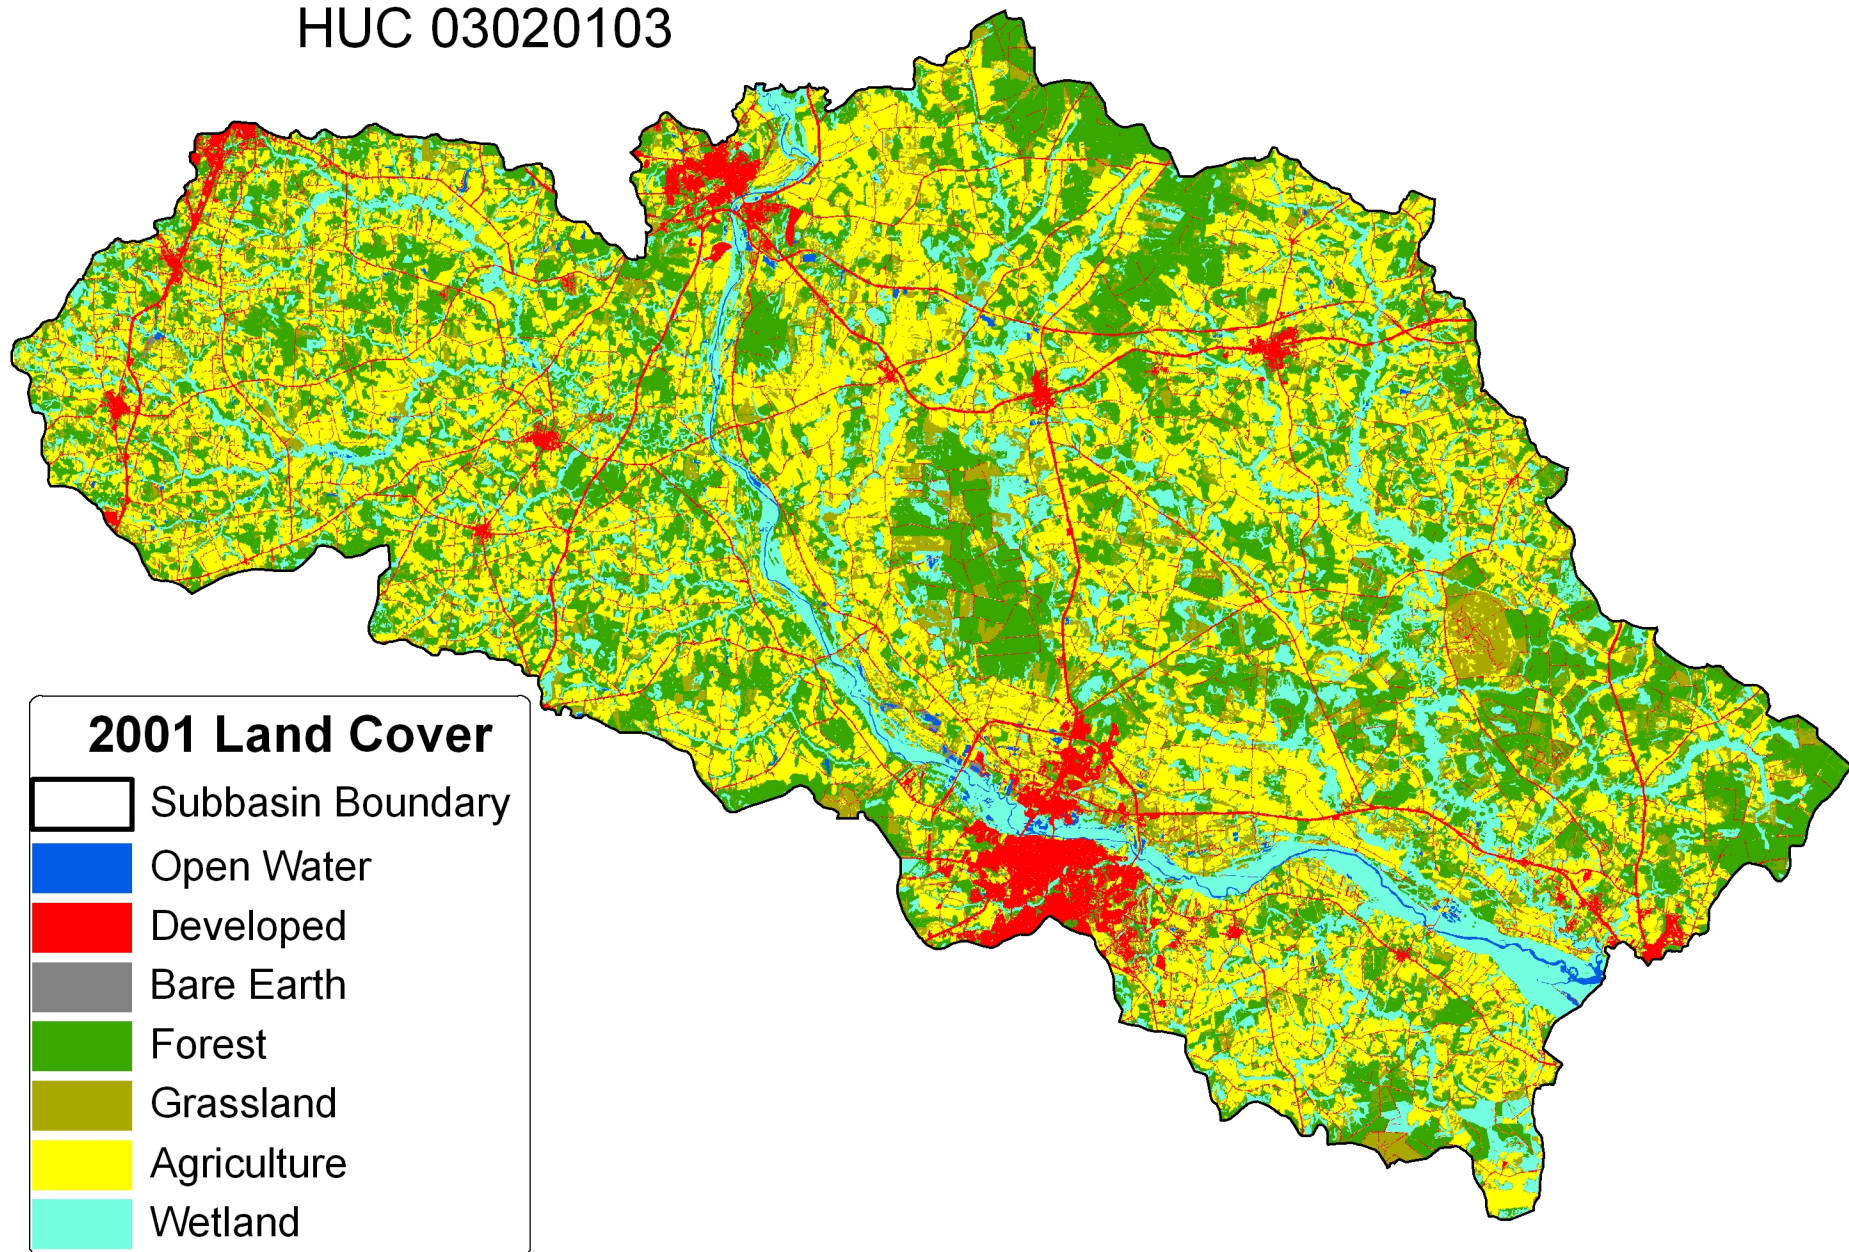 HUC 03020103
2001 Land Cover
Subbasin Boundary
Open Water
Developed
Bare Earth
Forest
Grassland
Agriculture
Wetland